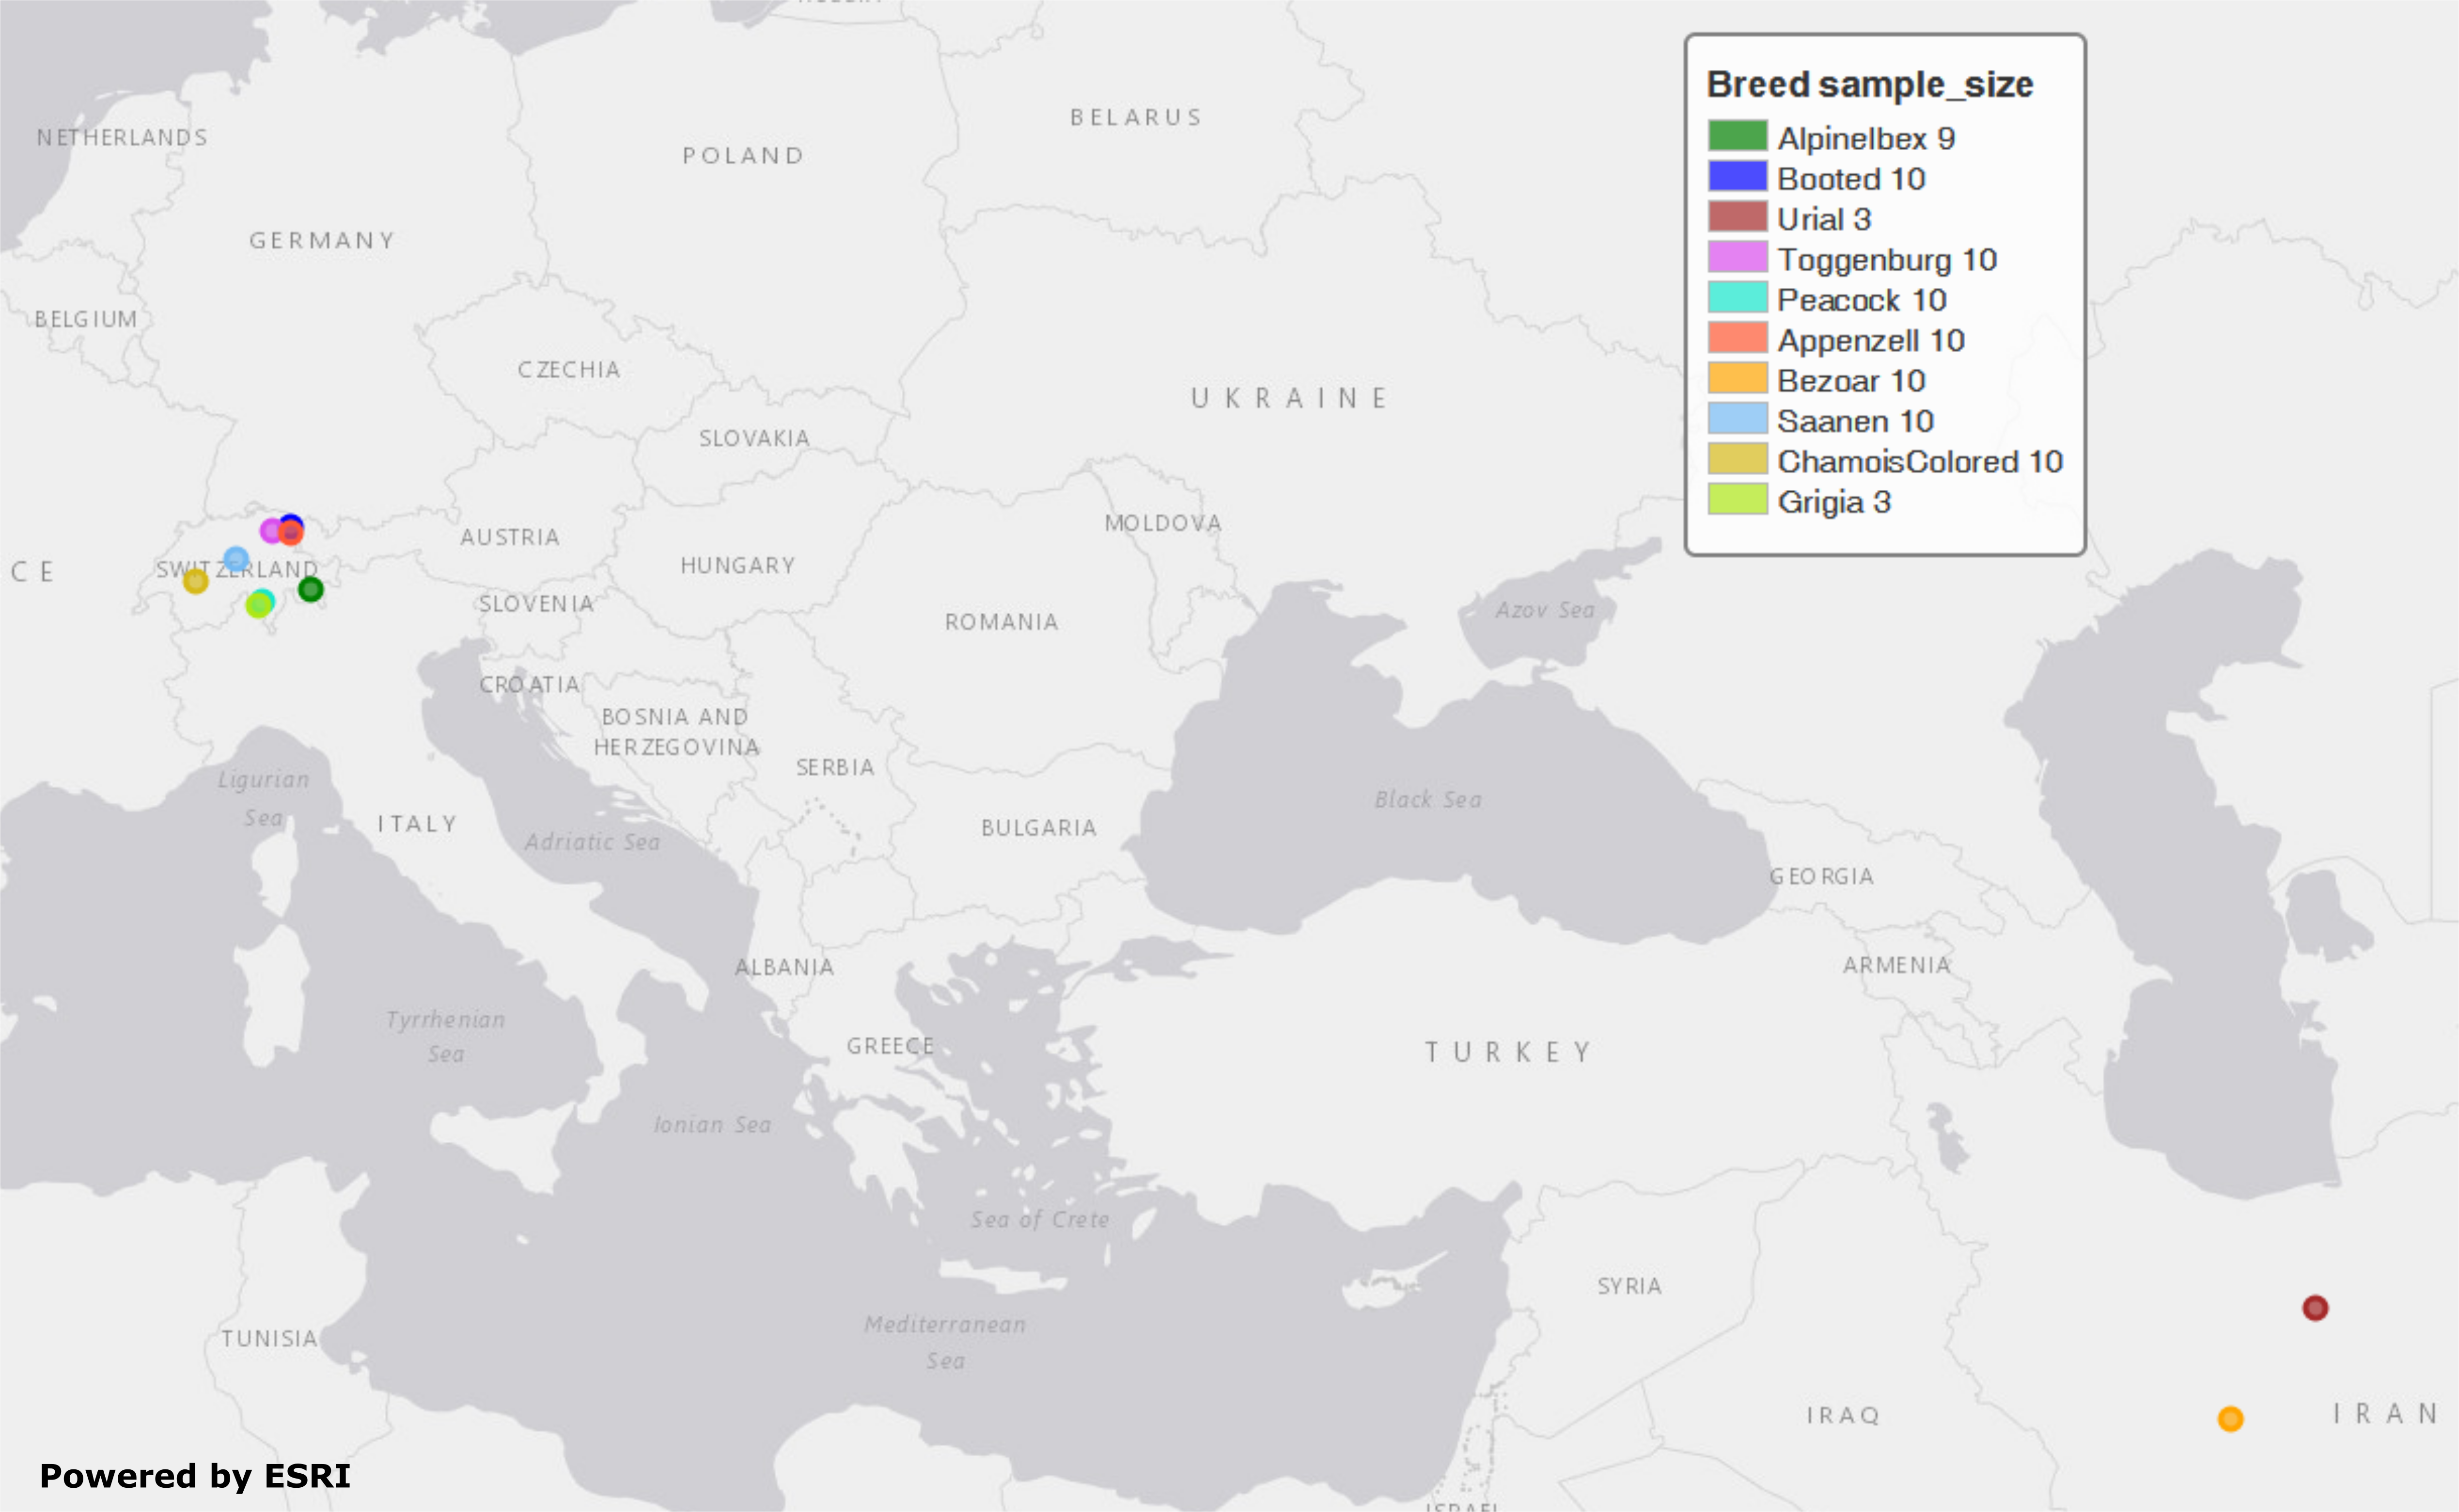 NETHERLANDS
BELARUS
POLAND
GERMANY
BELGIUM
CZECHIA
UKRAINE
SLOVAKIA
MOLDOVA
AUSTRIA
HUNGARY
CE
SWITZERLAND
SLOVENIA
Azov Sea
ROMANIA
CROATIA
BOSNIA AND
HERZEGOVINA
SERBIA
Ligurian
Sea
ITALY
Adriatic Sea
BULGARIA
Black Sea
GEORGIA
ALBANIA
ARMENIA
Tyrrhenian
Sea
GREECE
TURKEY
Ionian Sea
Sea of Crete
SYRIA
TUNISIA
Mediterranean
Sea
IRAQ
IRAN
ISRAEL
Breed sample_size
AlpineIbex 9
Booted 10
Urial 3
Toggenburg 10
Peacock 10
Appenzell 10
Bezoar 10
Saanen 10
ChamoisColored 10
Grigia 3
Powered by ESRI